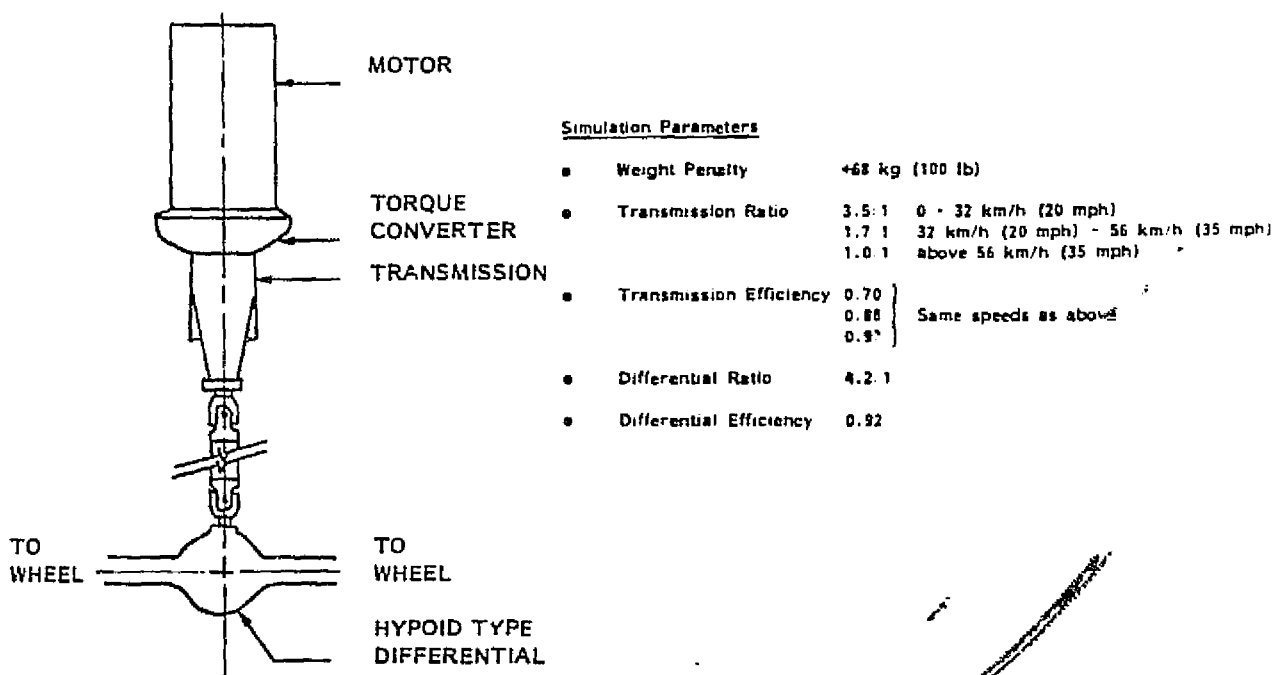 MOTOR
TORQUE
CONVERTER
TRANSMISSION
TO
WHEEL
TO
WHEEL
HYPOID TYPE
DIFFERENTIAL
Simulation Parameters
• Weight Penalty +68 kg (100 lb)
• Transmission Ratio 3.5:1 0 - 32 km/h (20 mph)
1.7 1 32 km/h (20 mph) - 56 km/h (35 mph)
1.0 1 above 56 km/h (35 mph)
• Transmission Efficiency 0.70
0.88 Same speeds as above
• Differential Ratio 4.2 1
• Differential Efficiency 0.92